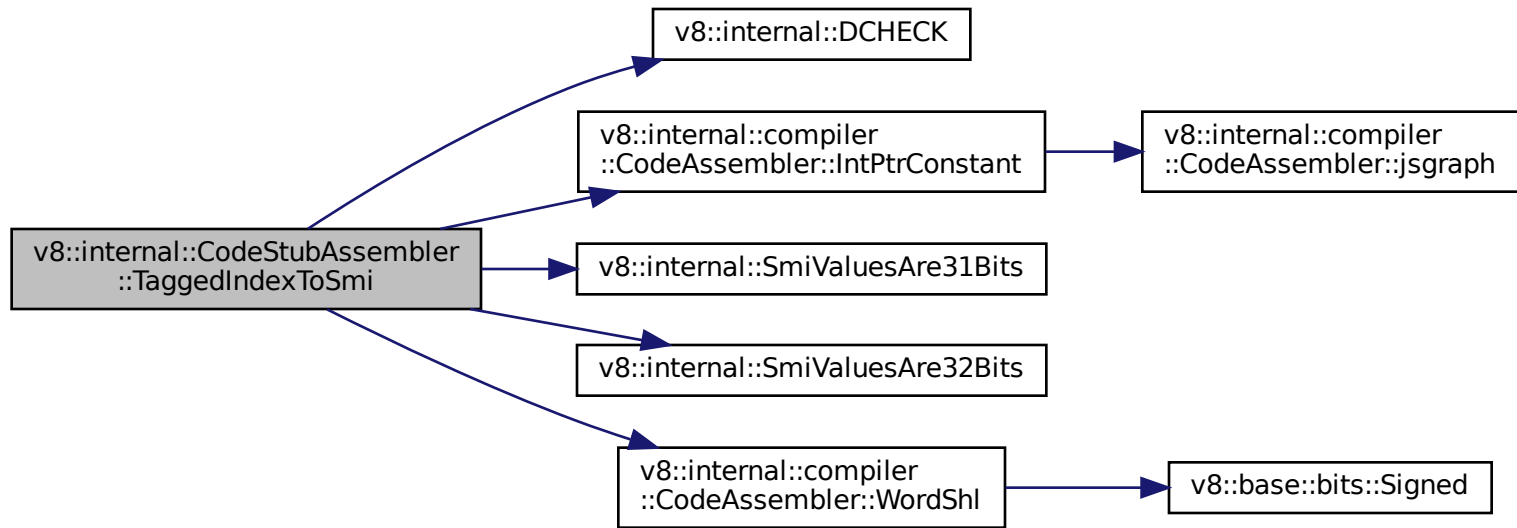 v8::internal::DCHECK
v8::internal::compiler
::CodeAssembler::IntPtrConstant
v8::internal::compiler
::CodeAssembler::jsgraph
v8::internal::CodeStubAssembler
::TaggedIndexToSmi
v8::internal::SmiValuesAre31Bits
v8::internal::SmiValuesAre32Bits
v8::internal::compiler
::CodeAssembler::WordShl
v8::base::bits::Signed